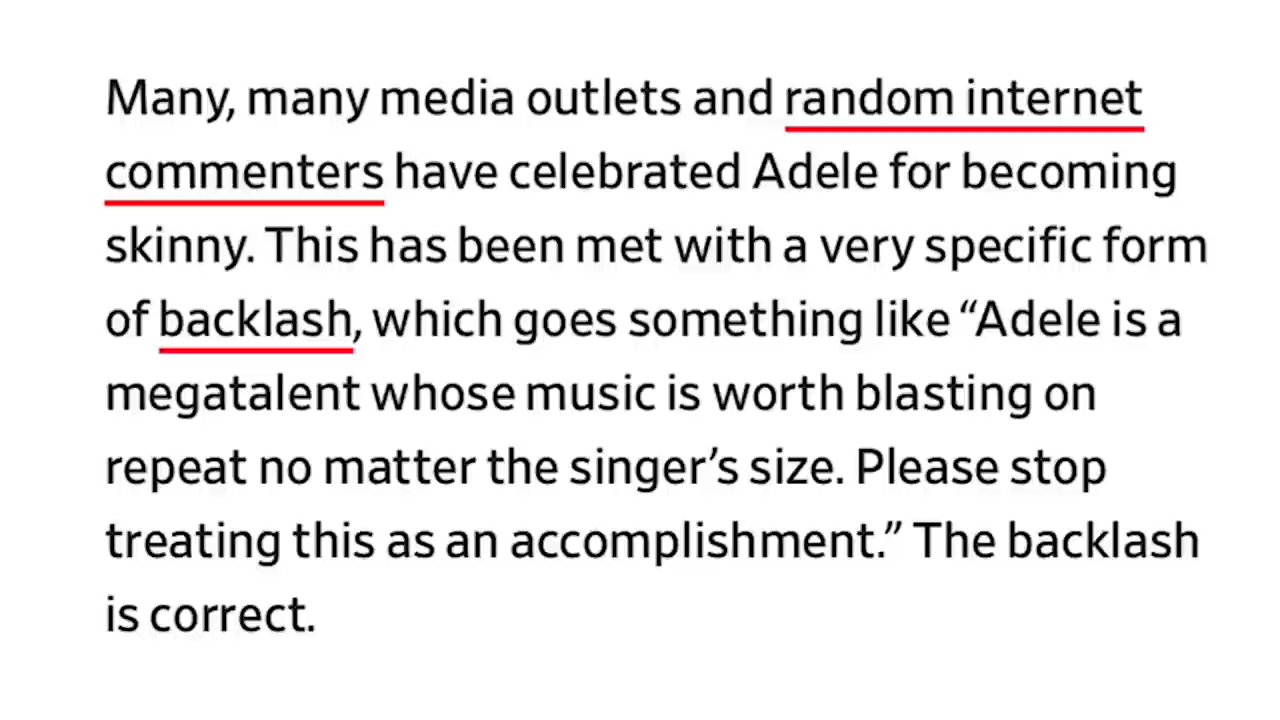 Many, many media outlets and random internet
commenters have celebrated Adele for becoming
skinny. This has been met with a very specific form
of backlash, which goes something like “Adele is a
megatalent whose music is worth blasting on
repeat no matter the singer’s size. Please stop
treating this as an accomplishment.” The backlash
is correct.